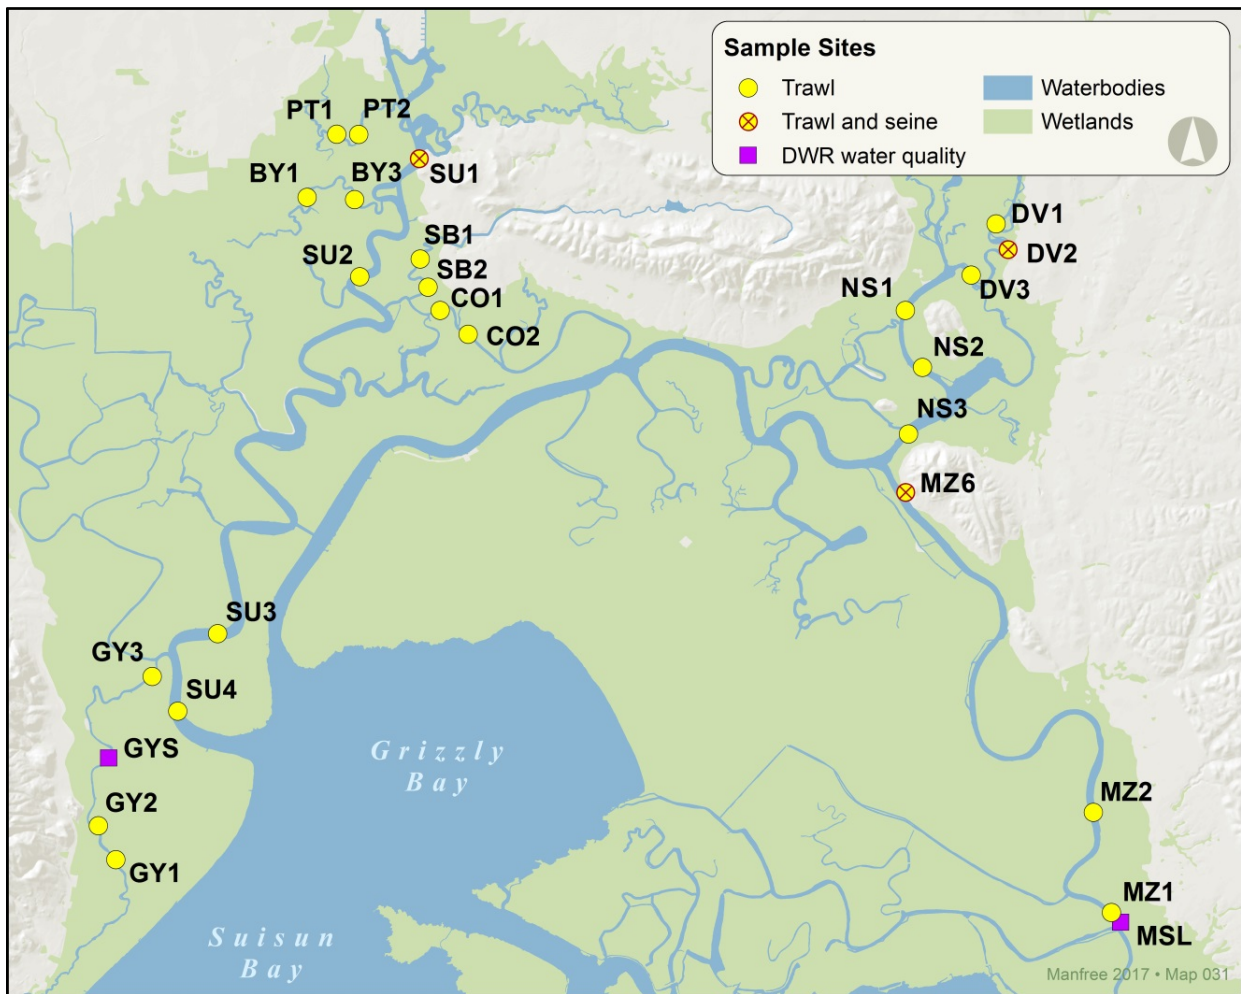 Sample Sites
Trawl
Waterbodies
Trawl and seine
Wetlands
DWR water quality
PT1
PT2
BY1
BY3
SU1
DV1
SB1
DV2
SU2
SB2
DV3
CO1
NS1
CO2
NS2
NS3
MZ6
SU3
GY3
SU4
GYS
Grizzly
Bay
GY2
MZ2
GY1
MZ1
Suisun
Bay
MSL
Manfree 2017 • Map 031